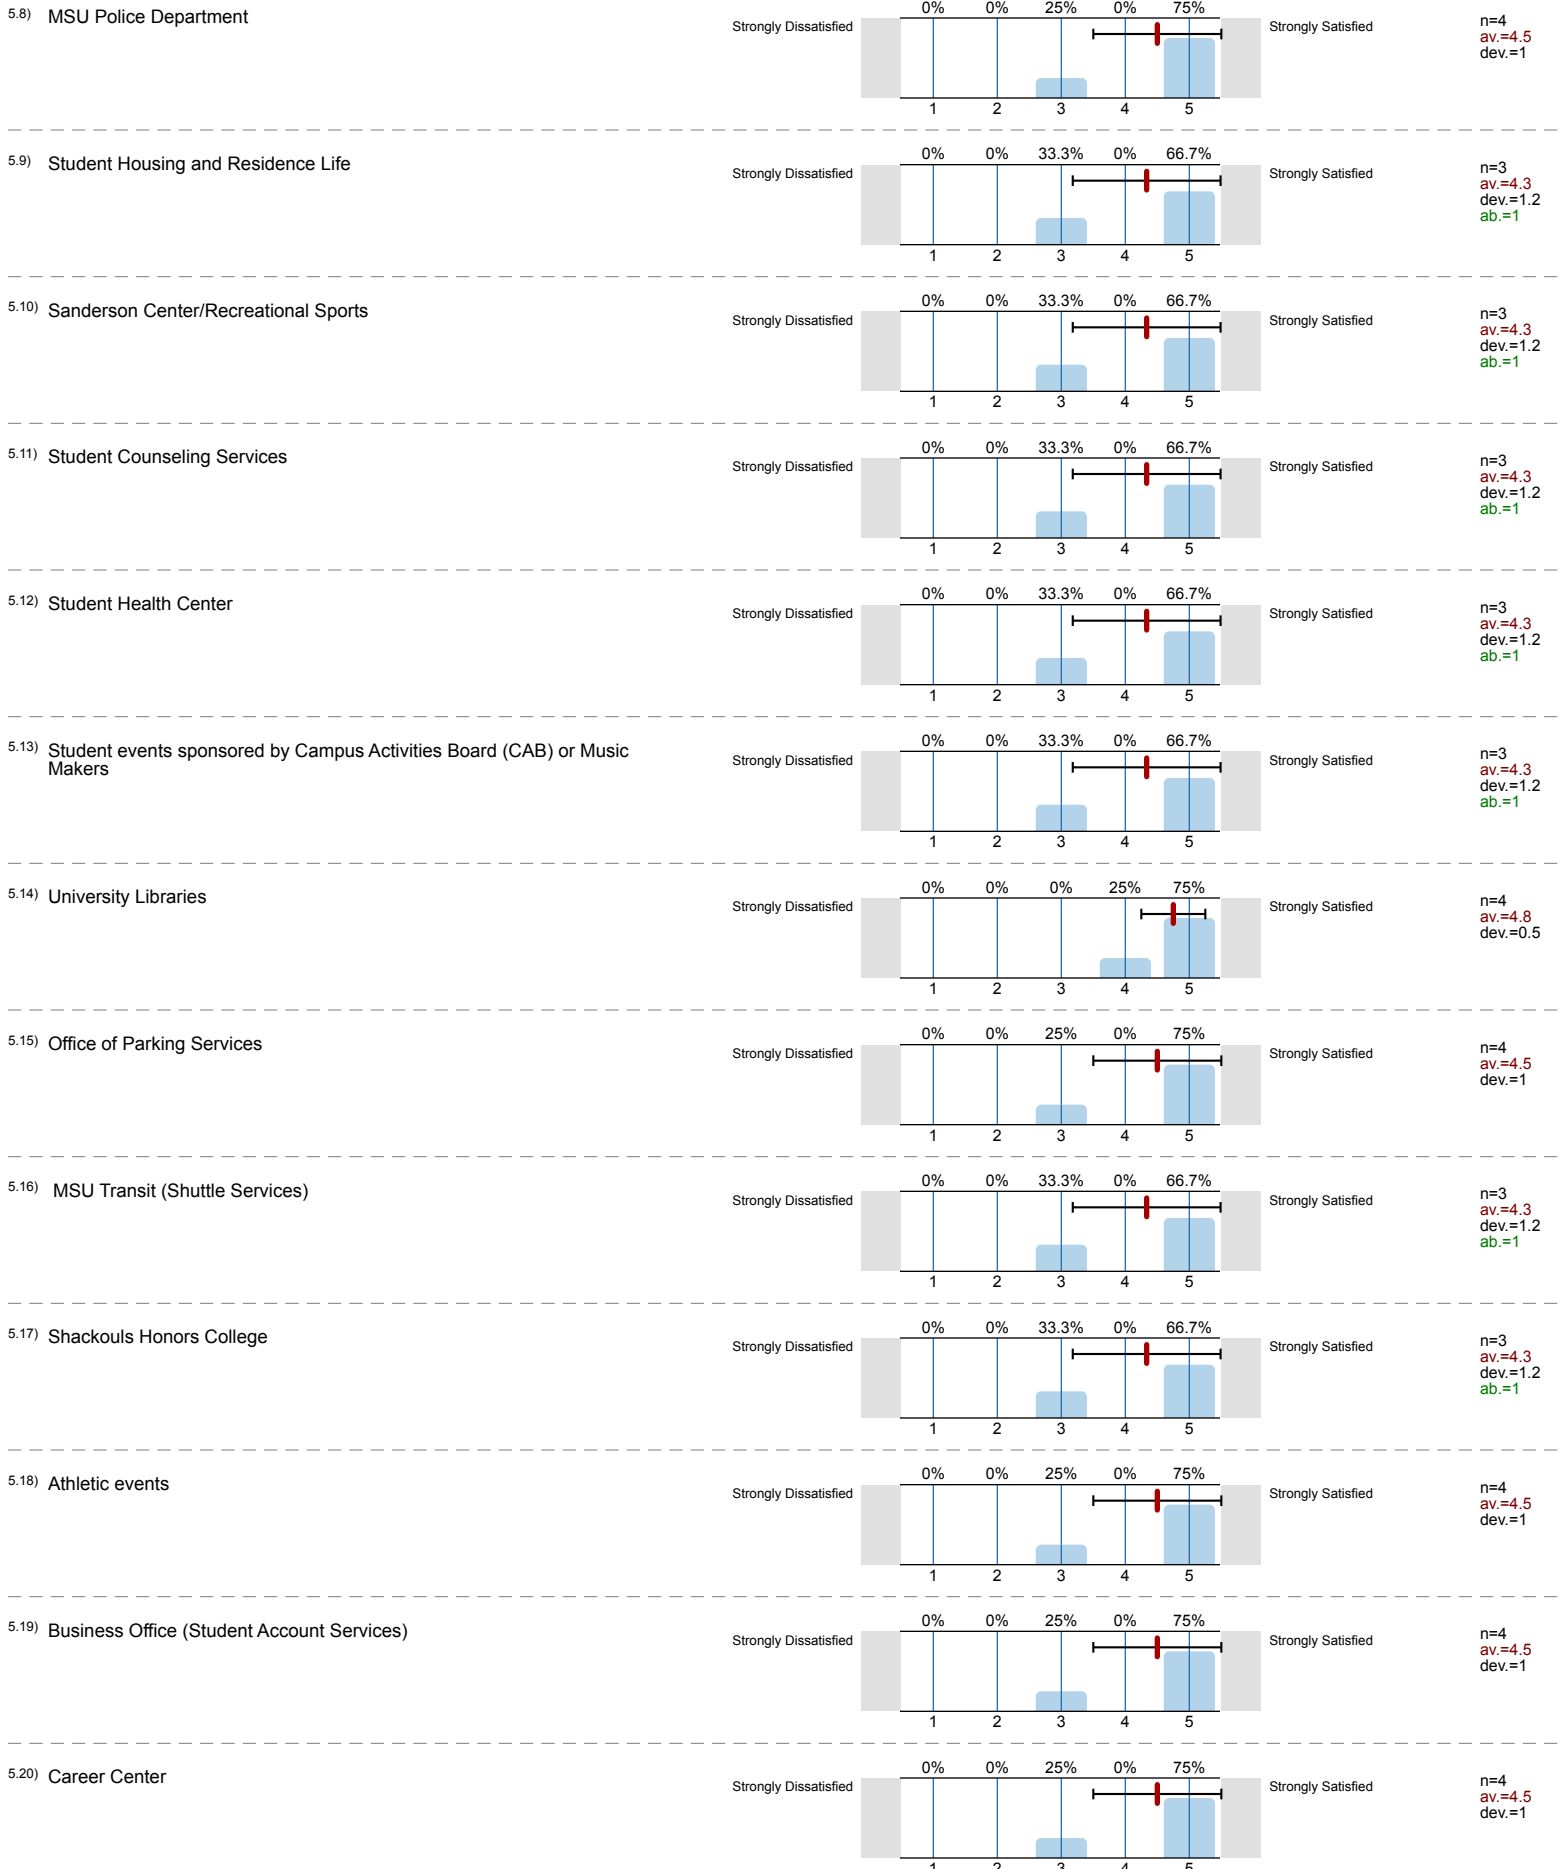 5.8) MSU Police Department
Strongly Dissatisfied
0% 0% 25% 0% 75%
1 2 3 4 5
Strongly Satisfied
n=4
av.=4.5
dev.=1
5.9) Student Housing and Residence Life
Strongly Dissatisfied
0% 0% 33.3% 0% 66.7%
1 2 3 4 5
Strongly Satisfied
n=3
av.=4.3
dev.=1.2
ab.=1
5.10) Sanderson Center/Recreational Sports
Strongly Dissatisfied
0% 0% 33.3% 0% 66.7%
1 2 3 4 5
Strongly Satisfied
n=3
av.=4.3
dev.=1.2
ab.=1
5.11) Student Counseling Services
Strongly Dissatisfied
0% 0% 33.3% 0% 66.7%
1 2 3 4 5
Strongly Satisfied
n=3
av.=4.3
dev.=1.2
ab.=1
5.12) Student Health Center
Strongly Dissatisfied
0% 0% 33.3% 0% 66.7%
1 2 3 4 5
Strongly Satisfied
n=3
av.=4.3
dev.=1.2
ab.=1
5.13) Student events sponsored by Campus Activities Board (CAB) or Music
Makers
Strongly Dissatisfied
0% 0% 33.3% 0% 66.7%
1 2 3 4 5
Strongly Satisfied
n=3
av.=4.3
dev.=1.2
ab.=1
5.14) University Libraries
Strongly Dissatisfied
0% 0% 0% 25% 75%
1 2 3 4 5
Strongly Satisfied
n=4
av.=4.8
dev.=0.5
5.15) Office of Parking Services
Strongly Dissatisfied
0% 0% 25% 0% 75%
1 2 3 4 5
Strongly Satisfied
n=4
av.=4.5
dev.=1
5.16) MSU Transit (Shuttle Services)
Strongly Dissatisfied
0% 0% 33.3% 0% 66.7%
1 2 3 4 5
Strongly Satisfied
n=3
av.=4.3
dev.=1.2
ab.=1
5.17) Shackouls Honors College
Strongly Dissatisfied
0% 0% 33.3% 0% 66.7%
1 2 3 4 5
Strongly Satisfied
n=3
av.=4.3
dev.=1.2
ab.=1
5.18) Athletic events
Strongly Dissatisfied
0% 0% 25% 0% 75%
1 2 3 4 5
Strongly Satisfied
n=4
av.=4.5
dev.=1
5.19) Business Office (Student Account Services)
Strongly Dissatisfied
0% 0% 25% 0% 75%
1 2 3 4 5
Strongly Satisfied
n=4
av.=4.5
dev.=1
5.20) Career Center
Strongly Dissatisfied
0% 0% 25% 0% 75%
1 2 3 4 5
Strongly Satisfied
n=4
av.=4.5
dev.=1